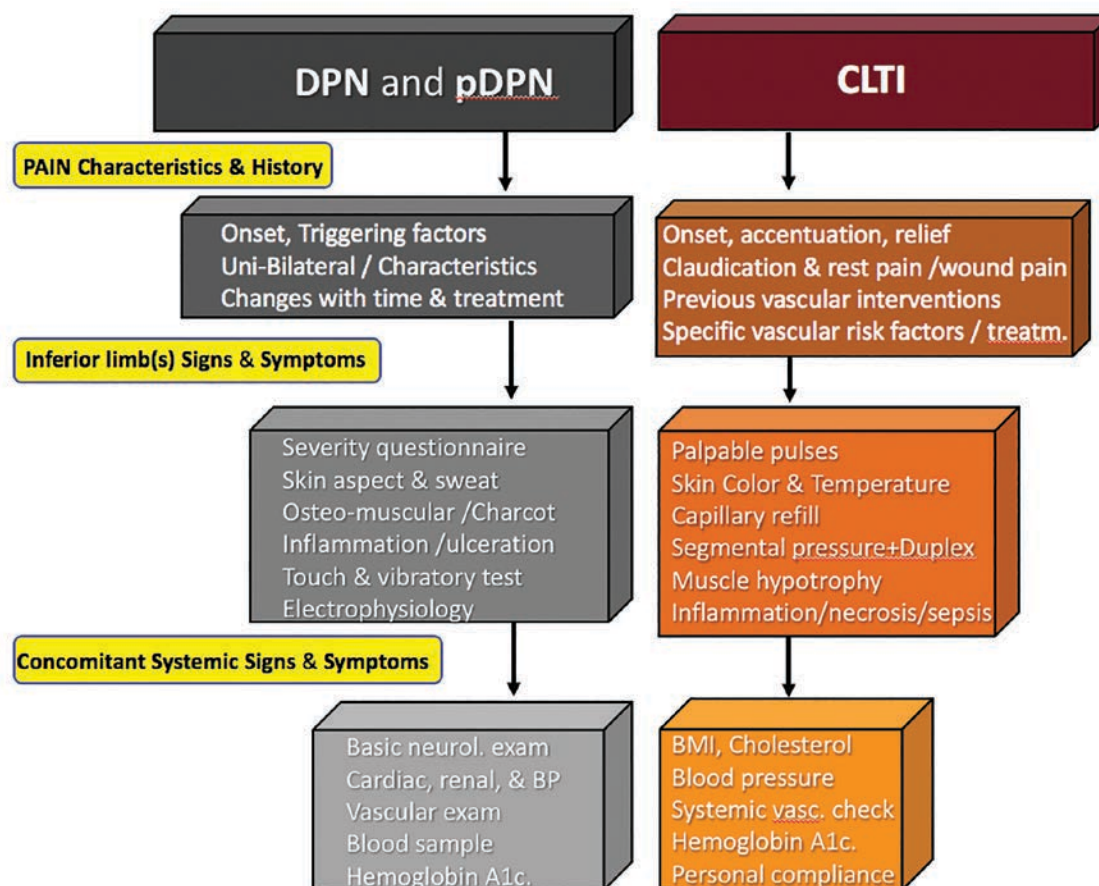 DPN and pDPN
CLTI
PAIN Characteristics & History
Onset, Triggering factors
Uni-Bilateral / Characteristics
Changes with time & treatment
Onset, accentuation, relief
Claudication & rest pain /wound pain
Previous vascular interventions
Specific vascular risk factors / treatm.
Inferior limb(s) Signs & Symptoms
Severity questionnaire
Skin aspect & sweat
Osteo-muscular /Charcot
Inflammation /ulceration
Touch & vibratory test
Electrophysiology
Palpable pulses
Skin Color & Temperature
Capillary refill
Segmental pressure+Duplex
Muscle hypotrophy
Inflammation/necrosis/sepsis
Concomitant Systemic Signs & Symptoms
Basic neurol. exam
Cardiac, renal, & BP
Vascular exam
Blood sample
Hemoglobin A1c.
BMI, Cholesterol
Blood pressure
Systemic vasc. check
Hemoglobin A1c.
Personal compliance